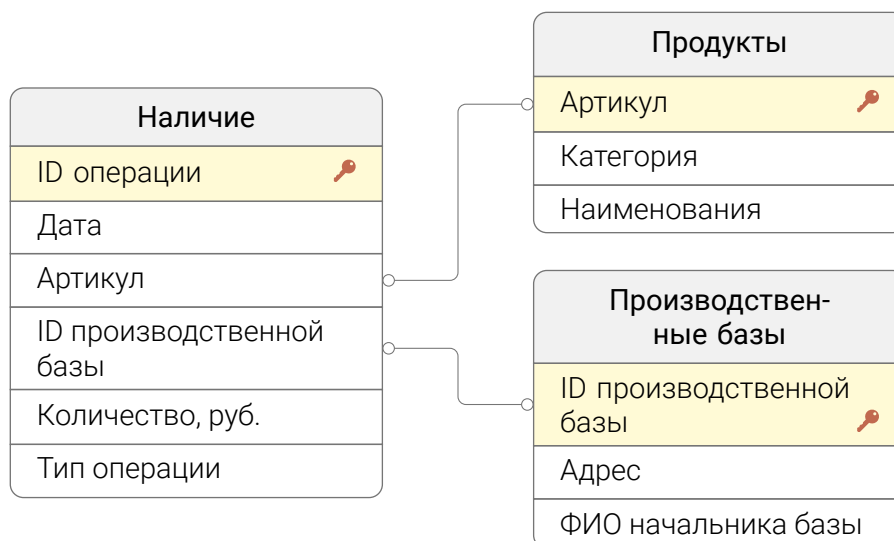 Наличие
ID операции
Дата
Артикул
ID производственной
базы
Количество, руб.
Тип операции
Продукты
Артикул
Категория
Наименования
Производствен-
ные базы
ID производственной
базы
Адрес
ФИО начальника базы